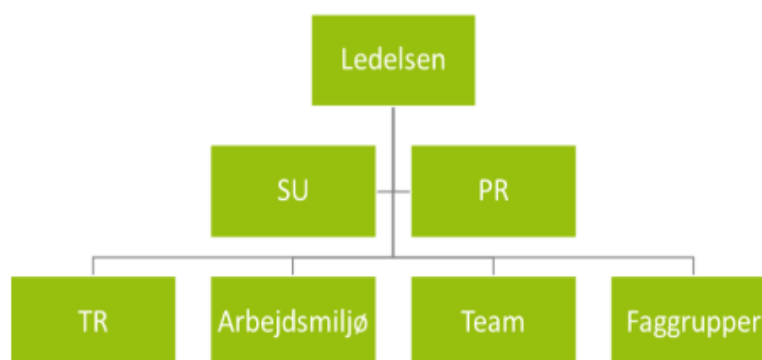 Ledelsen
SU
PR
TR
Arbejdsmiljø
Team
Faggrupper